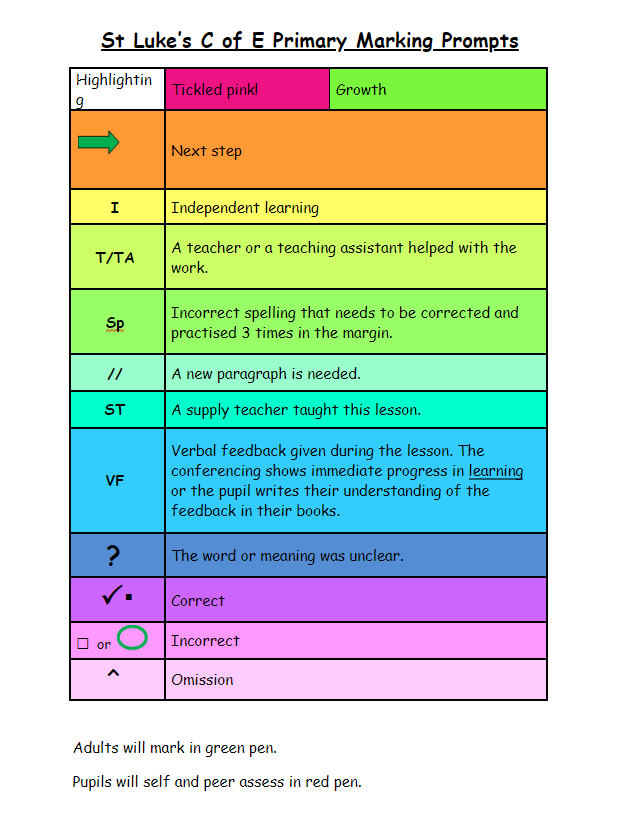 St Luke's C of E Primary Marking Prompts
Highlightin
g
Tickled pink!
Growth
Next step
I
Independent learning
T/TA
A teacher or a teaching assistant helped with the
work.
Sp
Incorrect spelling that needs to be corrected and
practised 3 times in the margin.
//
A new paragraph is needed.
ST
A supply teacher taught this lesson.
VF
Verbal feedback given during the lesson. The
conferencing shows immediate progress in learning
or the pupil writes their understanding of the
feedback in their books.
?
The word or meaning was unclear.
✓▪
Correct
□ or
Incorrect
^
Omission
Adults will mark in green pen.
Pupils will self and peer assess in red pen.